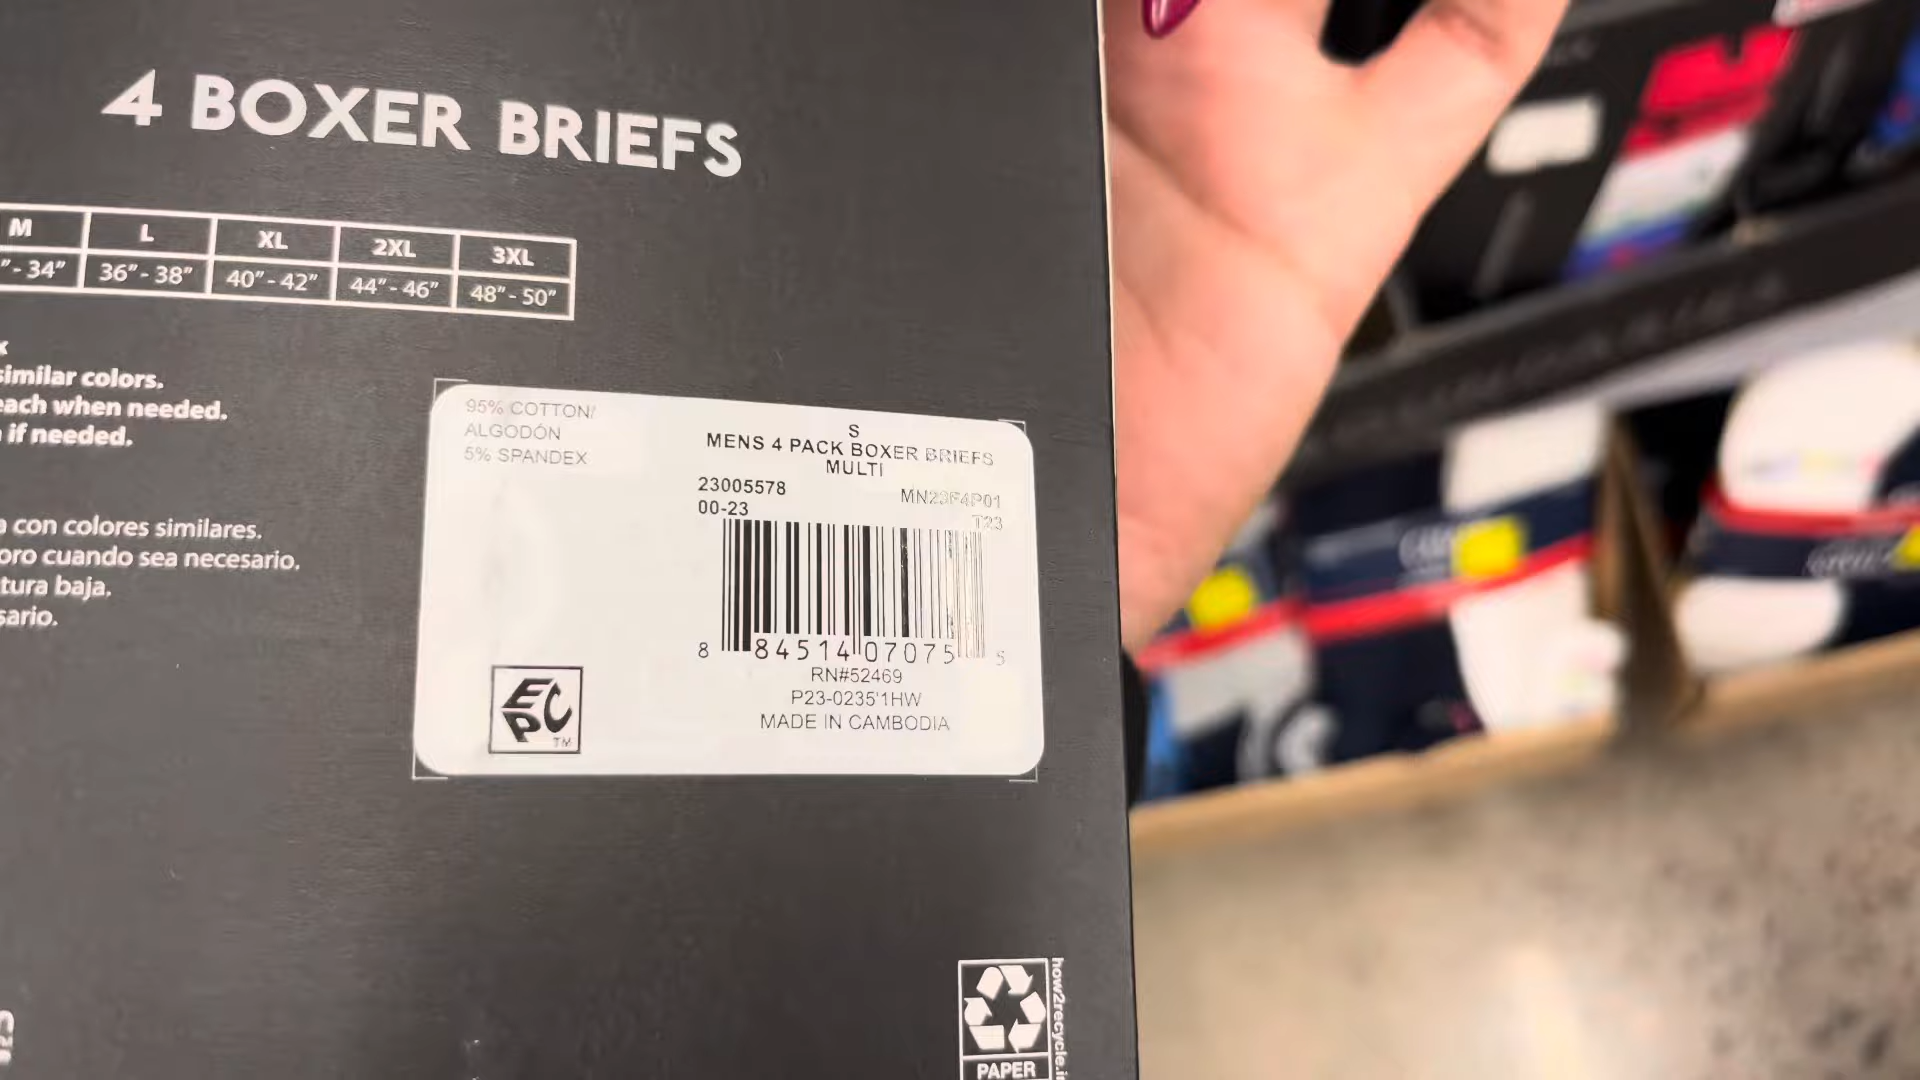 4 BOXER BRIEFS
M L XL 2XL 3XL
"- 34" 36" - 38" 40" - 42" 44" - 46" 48" - 50"
similar colors.
each when needed.
if needed.
a con colores similares.
oro cuando sea necesario.
tura baja.
sario.
95% COTTON/
ALGODÓN
5% SPANDEX
S
MENS 4 PACK BOXER BRIEFS
MULTI
23005578 MN23F4P01
00-23 T23
8 84514 07075 5
RN#52469
P23-0235'1HW
MADE IN CAMBODIA
EPC
TM
how2recycle.i
PAPER